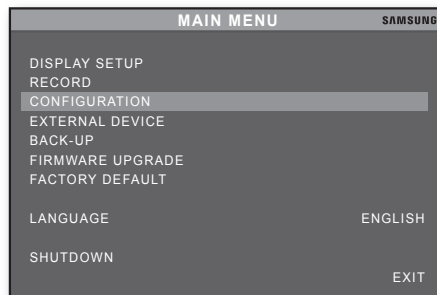 MAIN MENU SAMSUNG
DISPLAY SETUP
RECORD
CONFIGURATION
EXTERNAL DEVICE
BACK-UP
FIRMWARE UPGRADE
FACTORY DEFAULT
LANGUAGE ENGLISH
SHUTDOWN
EXIT